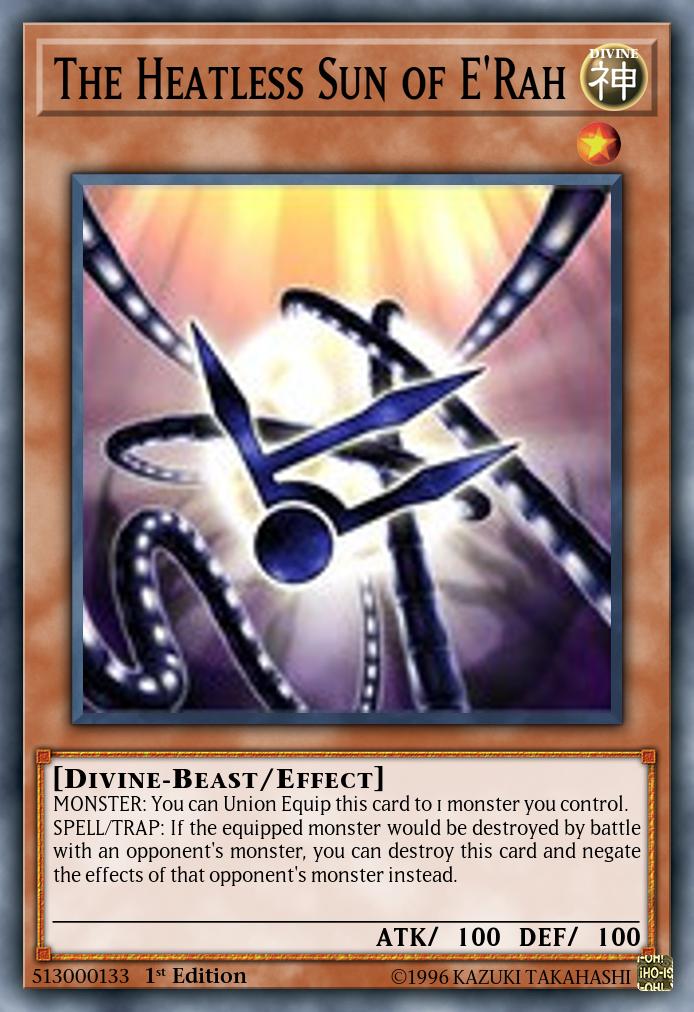 The Heatless Sun of E'Rah
DIVINE
神
[Divine-Beast/Effect]
MONSTER: You can Union Equip this card to 1 monster you control.
SPELL/TRAP: If the equipped monster would be destroyed by battle
with an opponent's monster, you can destroy this card and negate
the effects of that opponent's monster instead.
ATK/ 100 DEF/ 100
513000133 1st Edition ©1996 KAZUKI TAKAHASHI